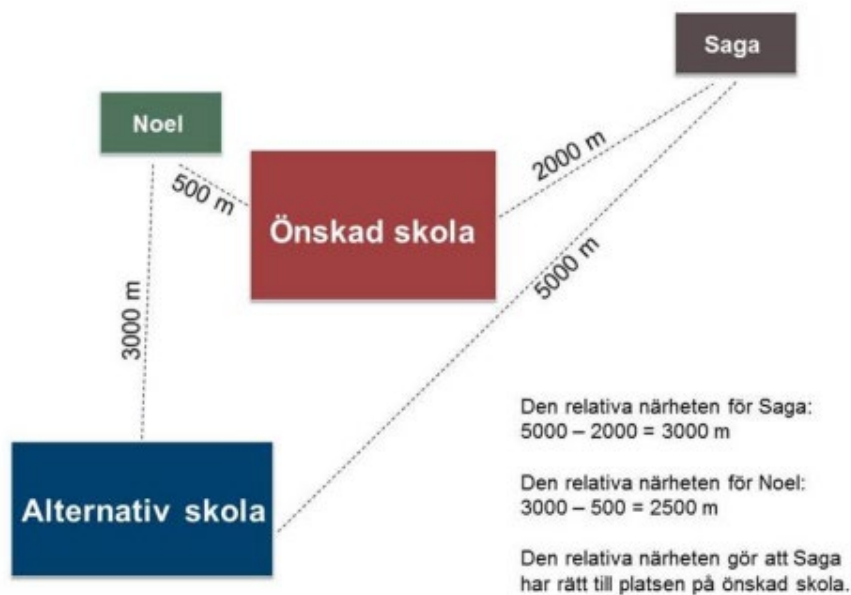 Saga
Noel
2000 m
500 m
Önskad skola
5000 m
3000 m
Alternativ skola
Den relativa närheten för Saga:
5000 – 2000 = 3000 m
Den relativa närheten för Noel:
3000 – 500 = 2500 m
Den relativa närheten gör att Saga
har rätt till platsen på önskad skola.